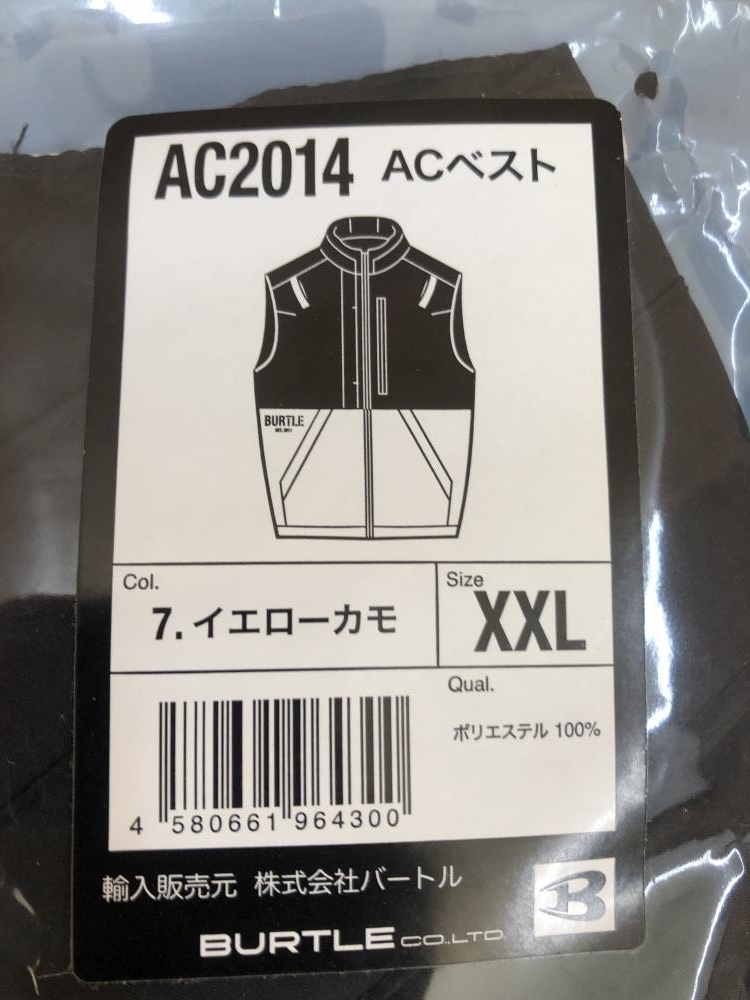 AC2014 ACベスト
BURTLE
Col.
7.イエローカモ
Size
XXL
Qual.
ポリエステル 100%
4 580661 964300
輸入販売元 株式会社バートル
B
BURTLE CO.,LTD.